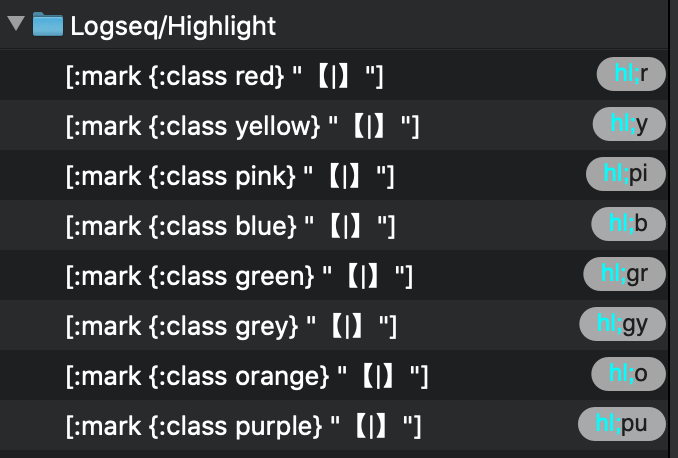 Logseq/Highlight
[:mark {:class red} "【|】"] hl;r
[:mark {:class yellow} "【|】"] hl;y
[:mark {:class pink} "【|】"] hl;pi
[:mark {:class blue} "【|】"] hl;b
[:mark {:class green} "【|】"] hl;gr
[:mark {:class grey} "【|】"] hl;gy
[:mark {:class orange} "【|】"] hl;o
[:mark {:class purple} "【|】"] hl;pu